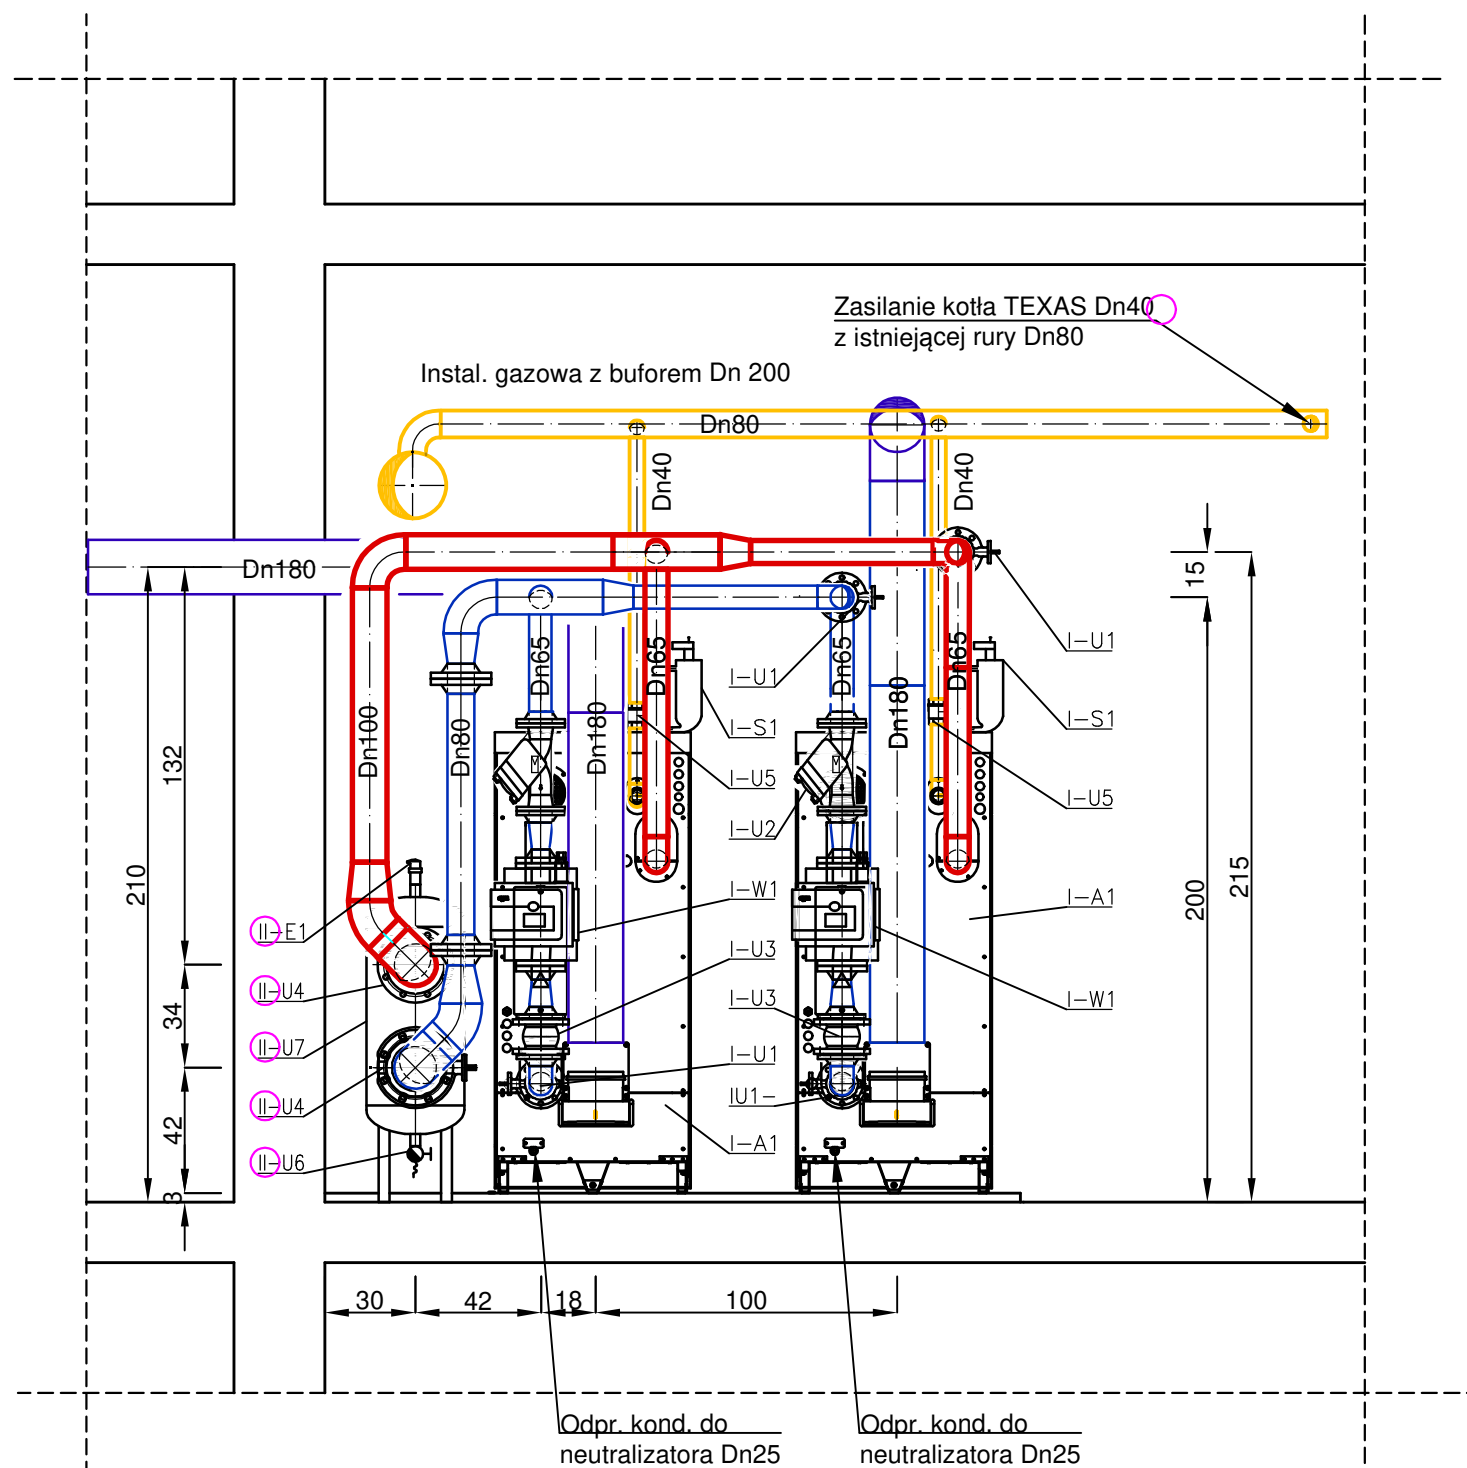 Zasilanie kotła TEXAS Dn40
z istniejącej rury Dn80
Instal. gazowa z buforem Dn 200
Dn80
Dn40
Dn40
Dn180
15
I-U1
Dn65
Dn65
Dn65
Dn65
I-U1
I-S1
I-S1
Dn100
Dn80
Dn180
Dn180
132
I-U5
I-U5
I-U2
210
I-W1
I-A1
200
215
II-E1
I-U3
II-U4
I-U3
I-W1
34
II-U7
I-U1
II-U4
IU1-
42
I-A1
II-U6
3
30
42
18
100
Odpr. kond. do
neutralizatora Dn25
Odpr. kond. do
neutralizatora Dn25